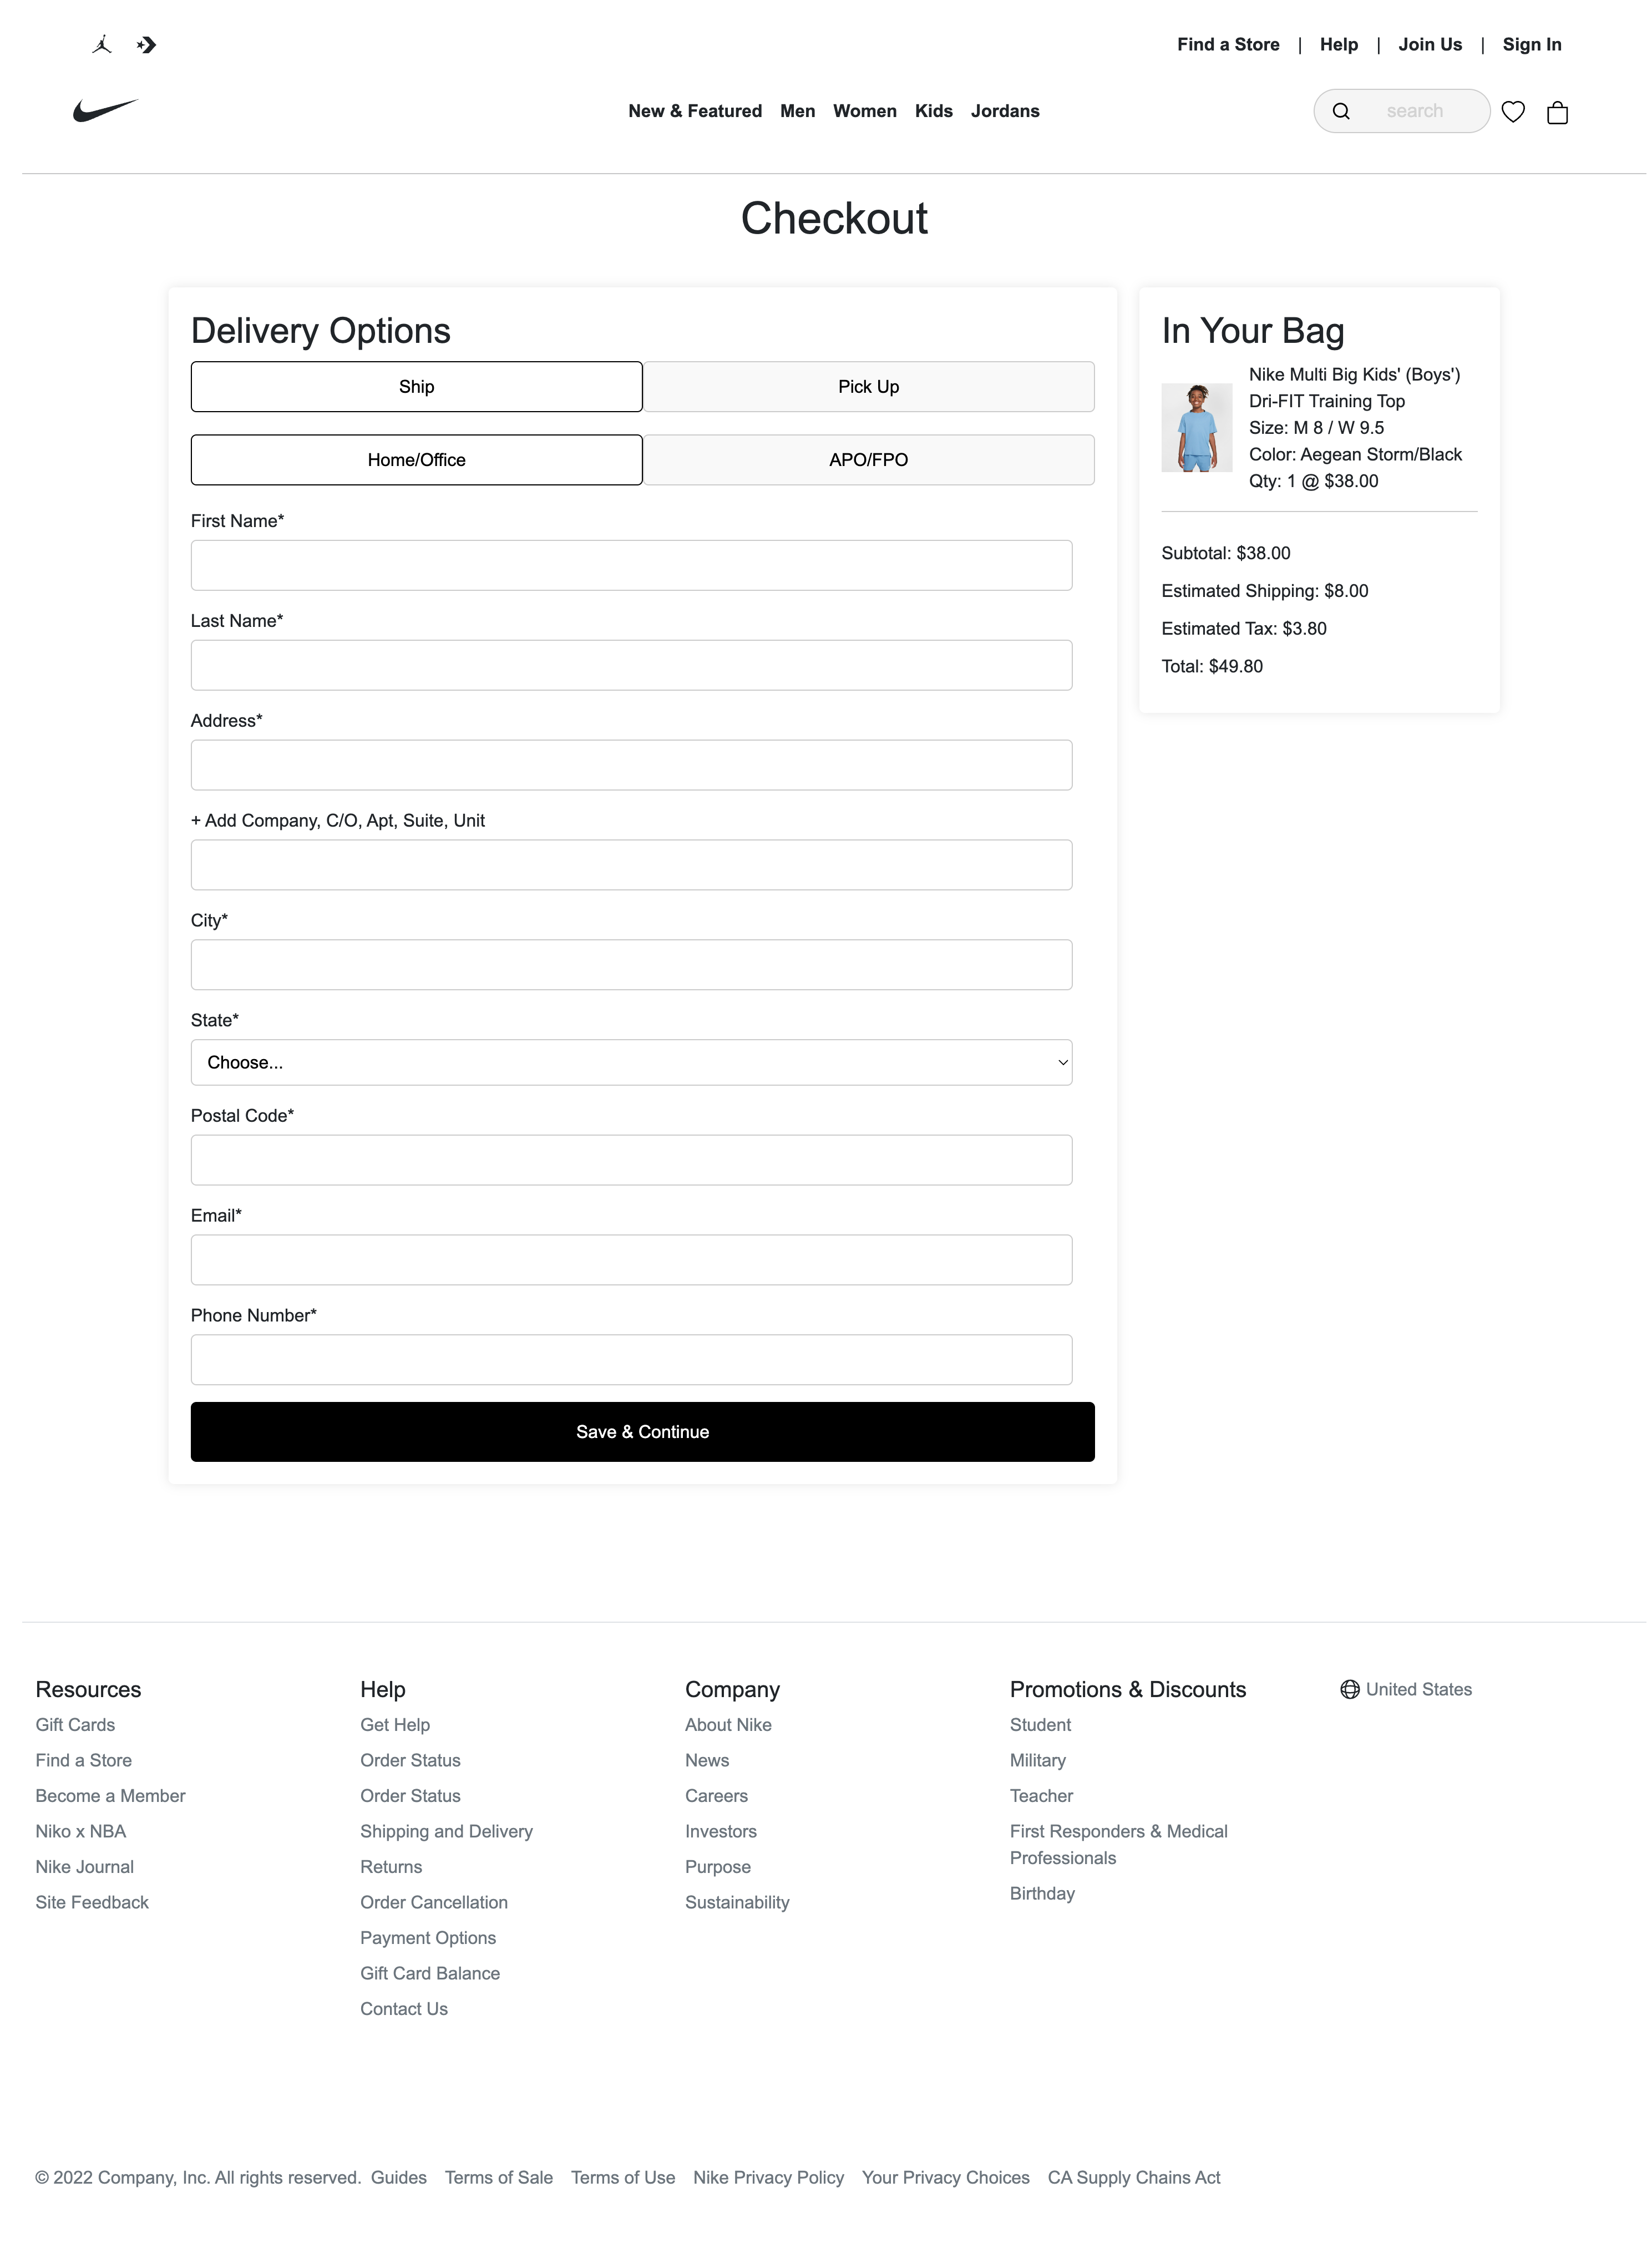 Find a Store | Help | Join Us | Sign In
New & Featured Men Women Kids Jordans
search
Checkout
Delivery Options
Ship
Pick Up
Home/Office
APO/FPO
First Name*
Last Name*
Address*
+ Add Company, C/O, Apt, Suite, Unit
City*
State*
Choose...
Postal Code*
Email*
Phone Number*
Save & Continue
In Your Bag
Nike Multi Big Kids' (Boys')
Dri-FIT Training Top
Size: M 8 / W 9.5
Color: Aegean Storm/Black
Qty: 1 @ $38.00
Subtotal: $38.00
Estimated Shipping: $8.00
Estimated Tax: $3.80
Total: $49.80
Resources
Gift Cards
Find a Store
Become a Member
Niko x NBA
Nike Journal
Site Feedback
Help
Get Help
Order Status
Order Status
Shipping and Delivery
Returns
Order Cancellation
Payment Options
Gift Card Balance
Contact Us
Company
About Nike
News
Careers
Investors
Purpose
Sustainability
Promotions & Discounts
Student
Military
Teacher
First Responders & Medical
Professionals
Birthday
United States
© 2022 Company, Inc. All rights reserved. Guides Terms of Sale Terms of Use Nike Privacy Policy Your Privacy Choices CA Supply Chains Act